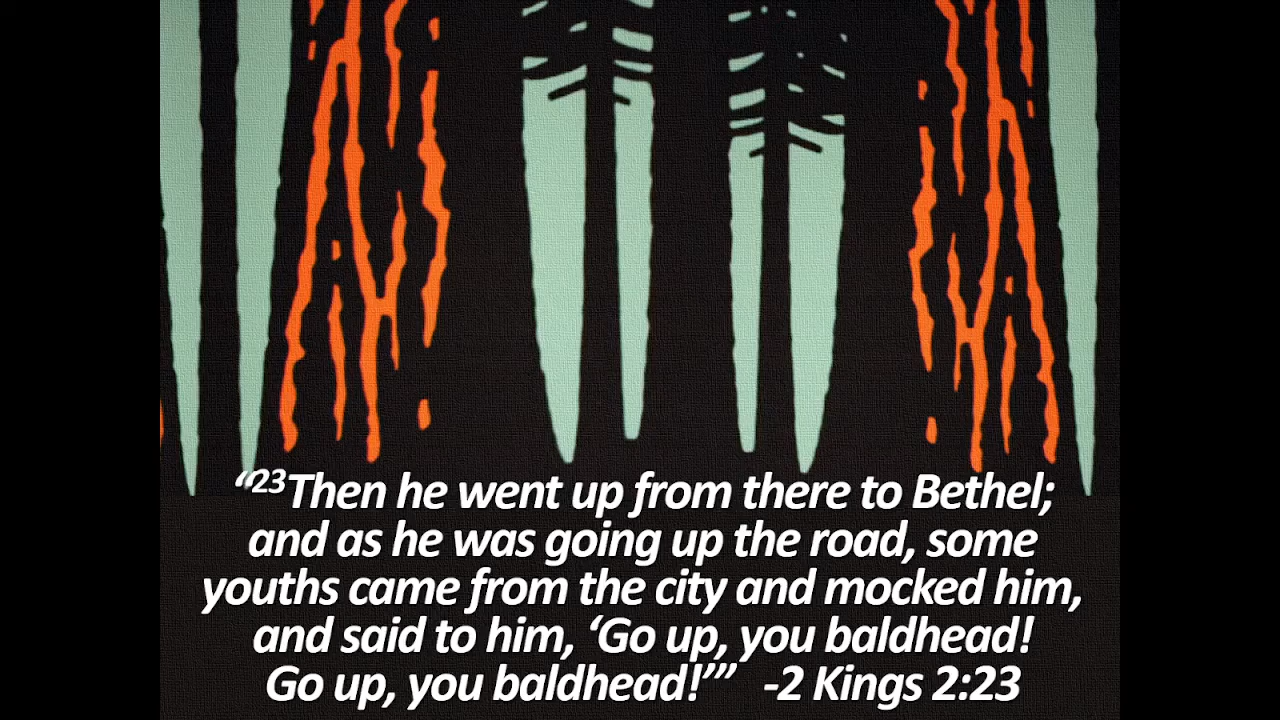 “²³Then he went up from there to Bethel;
and as he was going up the road, some
youths came from the city and mocked him,
and said to him, ‘Go up, you baldhead!
Go up, you baldhead!’” -2 Kings 2:23